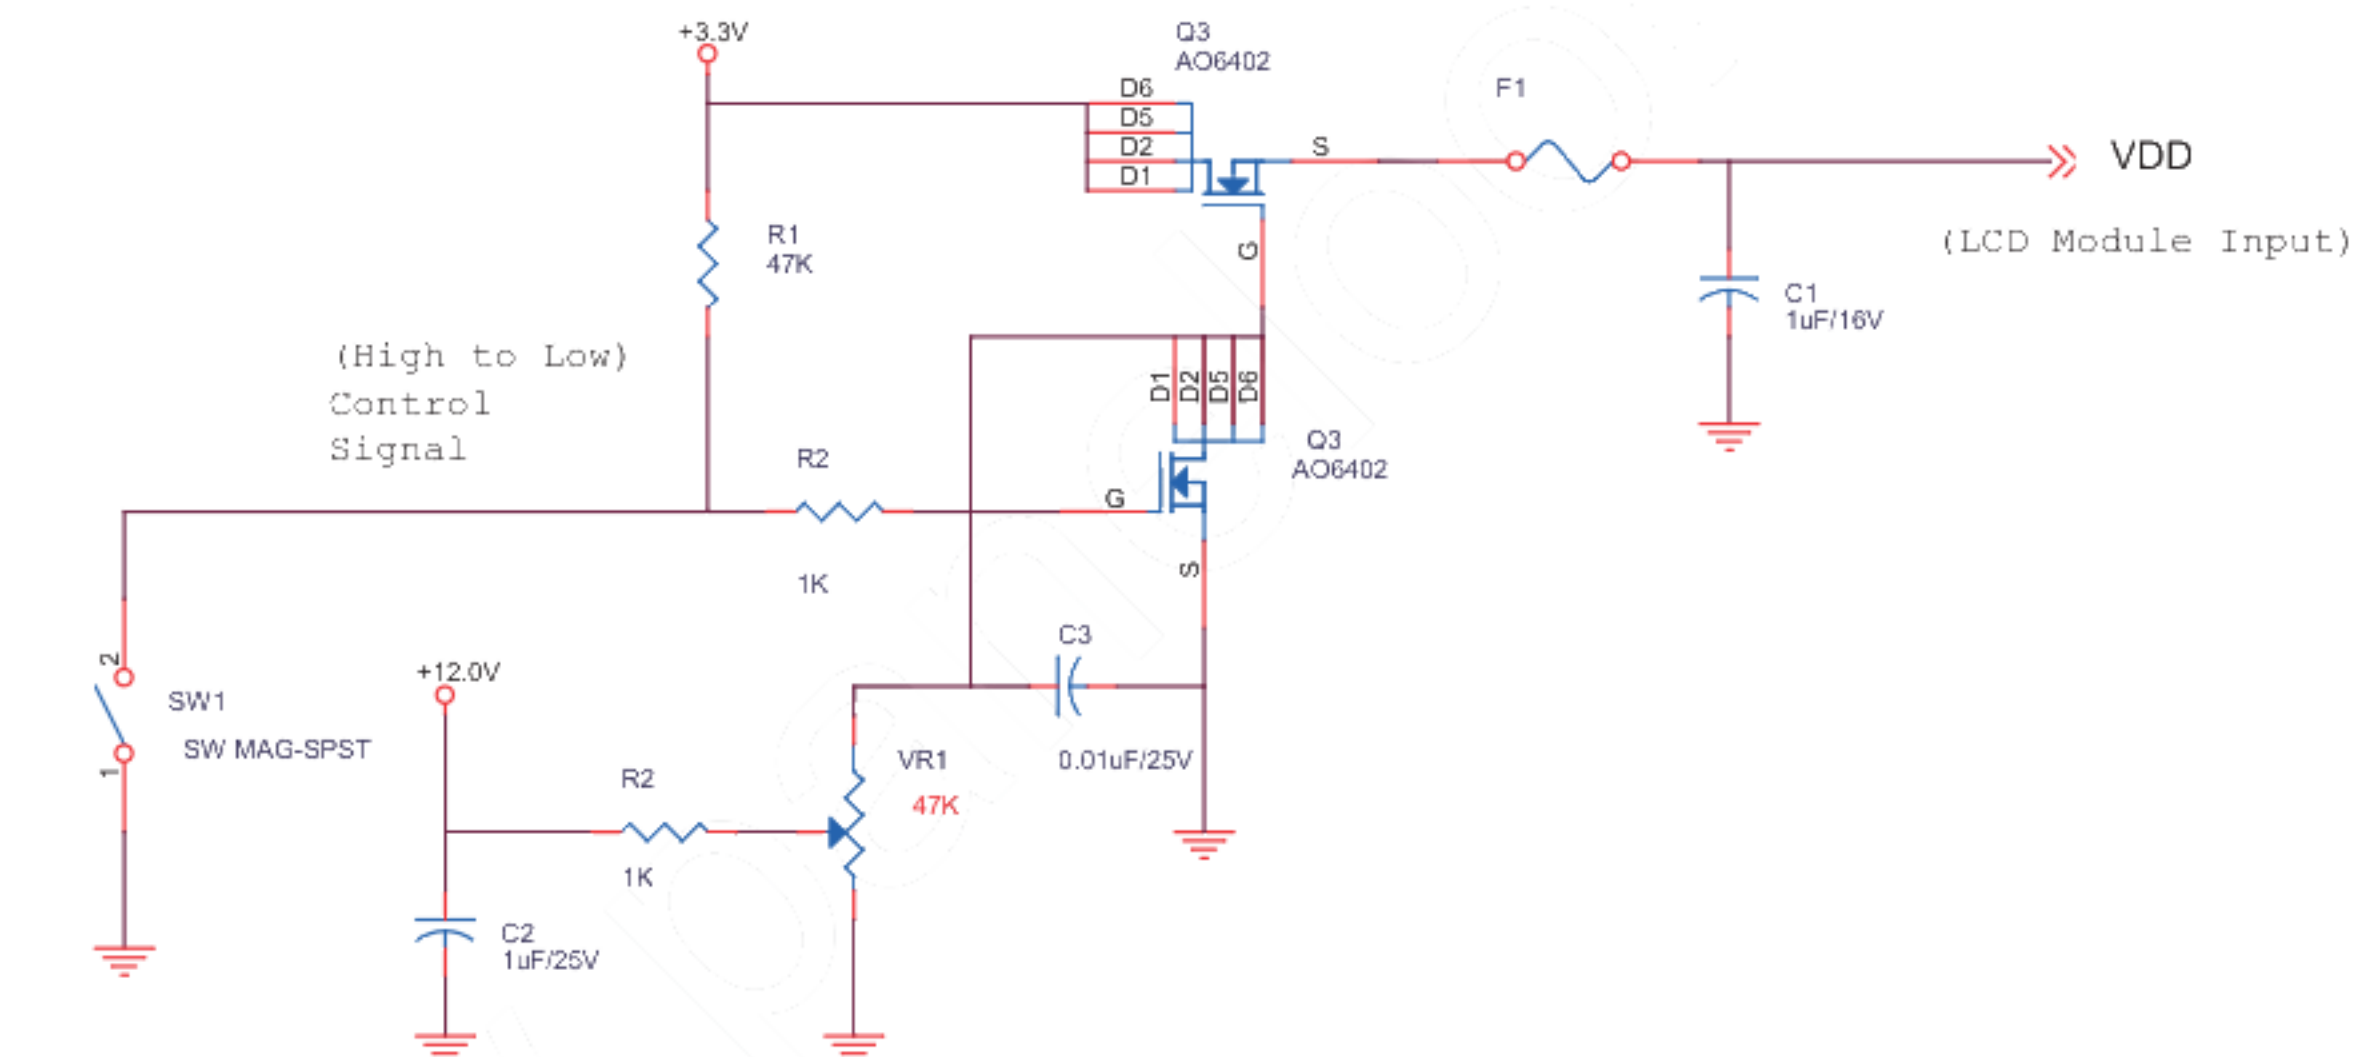 +3.3V
Q3
AO6402
F1
D6
D5
D2
D1
S
VDD
(LCD Module Input)
G
R1
47K
C1
1uF/16V
(High to Low)
Control
Signal
D1
D2
D5
D6
Q3
AO6402
R2
1K
G
S
C3
0.01uF/25V
2
SW1
SW MAG-SPST
1
+12.0V
VR1
47K
R2
1K
C2
1uF/25V